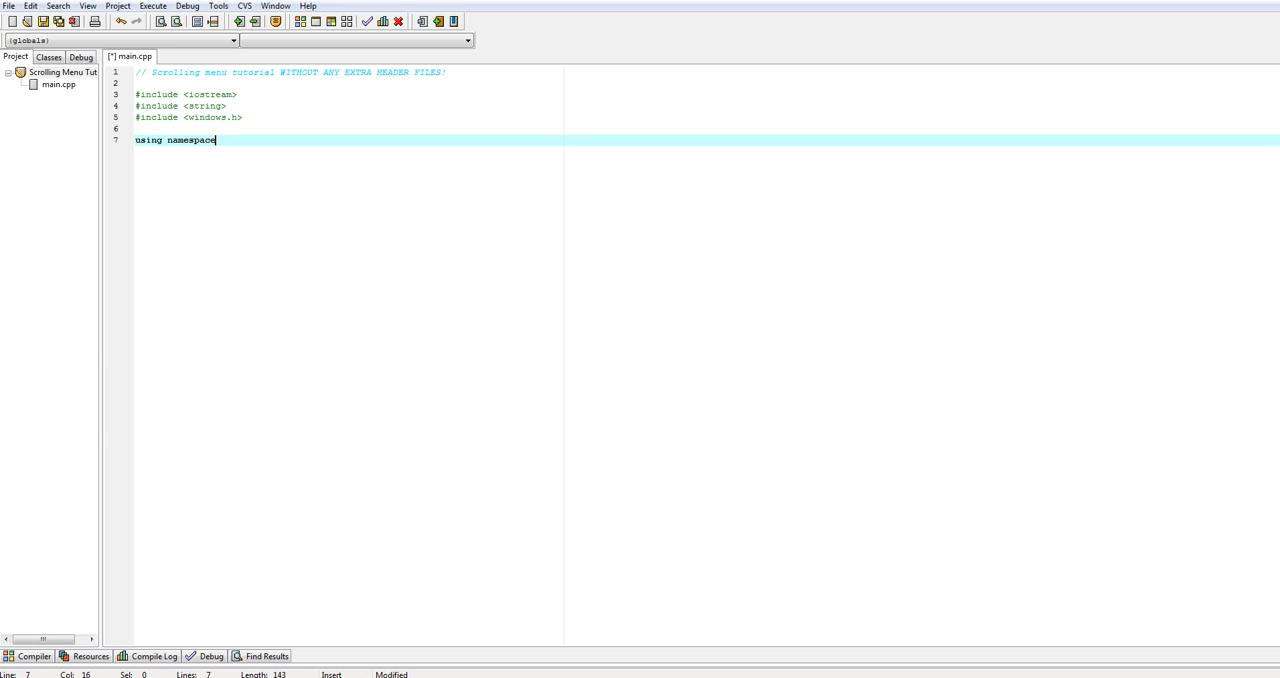 File Edit Search View Project Execute Debug Tools CVS Window Help
(globals)
Project Classes Debug [*] main.cpp
Scrolling Menu Tut
main.cpp
1 // Scrolling menu tutorial WITHOUT ANY EXTRA HEADER FILES!
2
3 #include <iostream>
4 #include <string>
5 #include <windows.h>
6
7 using namespace
Compiler Resources Compile Log Debug Find Results
Line: 7 Col: 16 Sel: 0 Lines: 7 Length: 143 Insert Modified